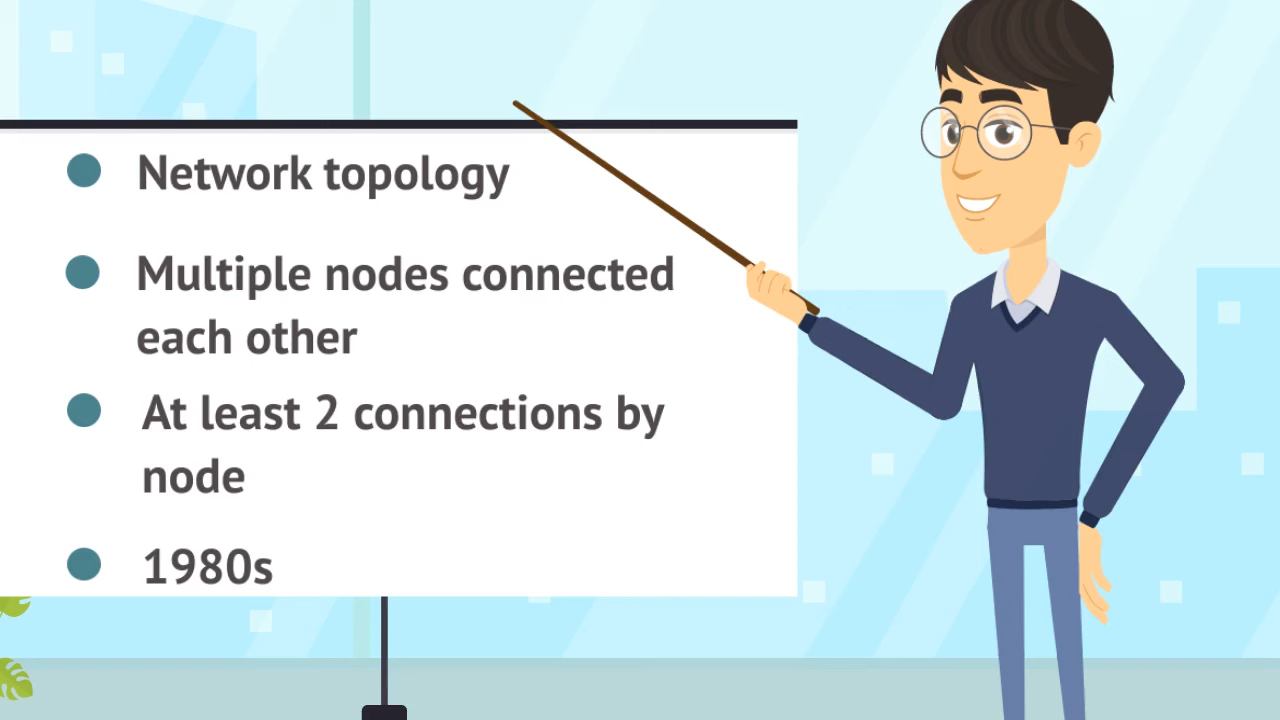 Network topology
Multiple nodes connected
each other
At least 2 connections by
node
1980s